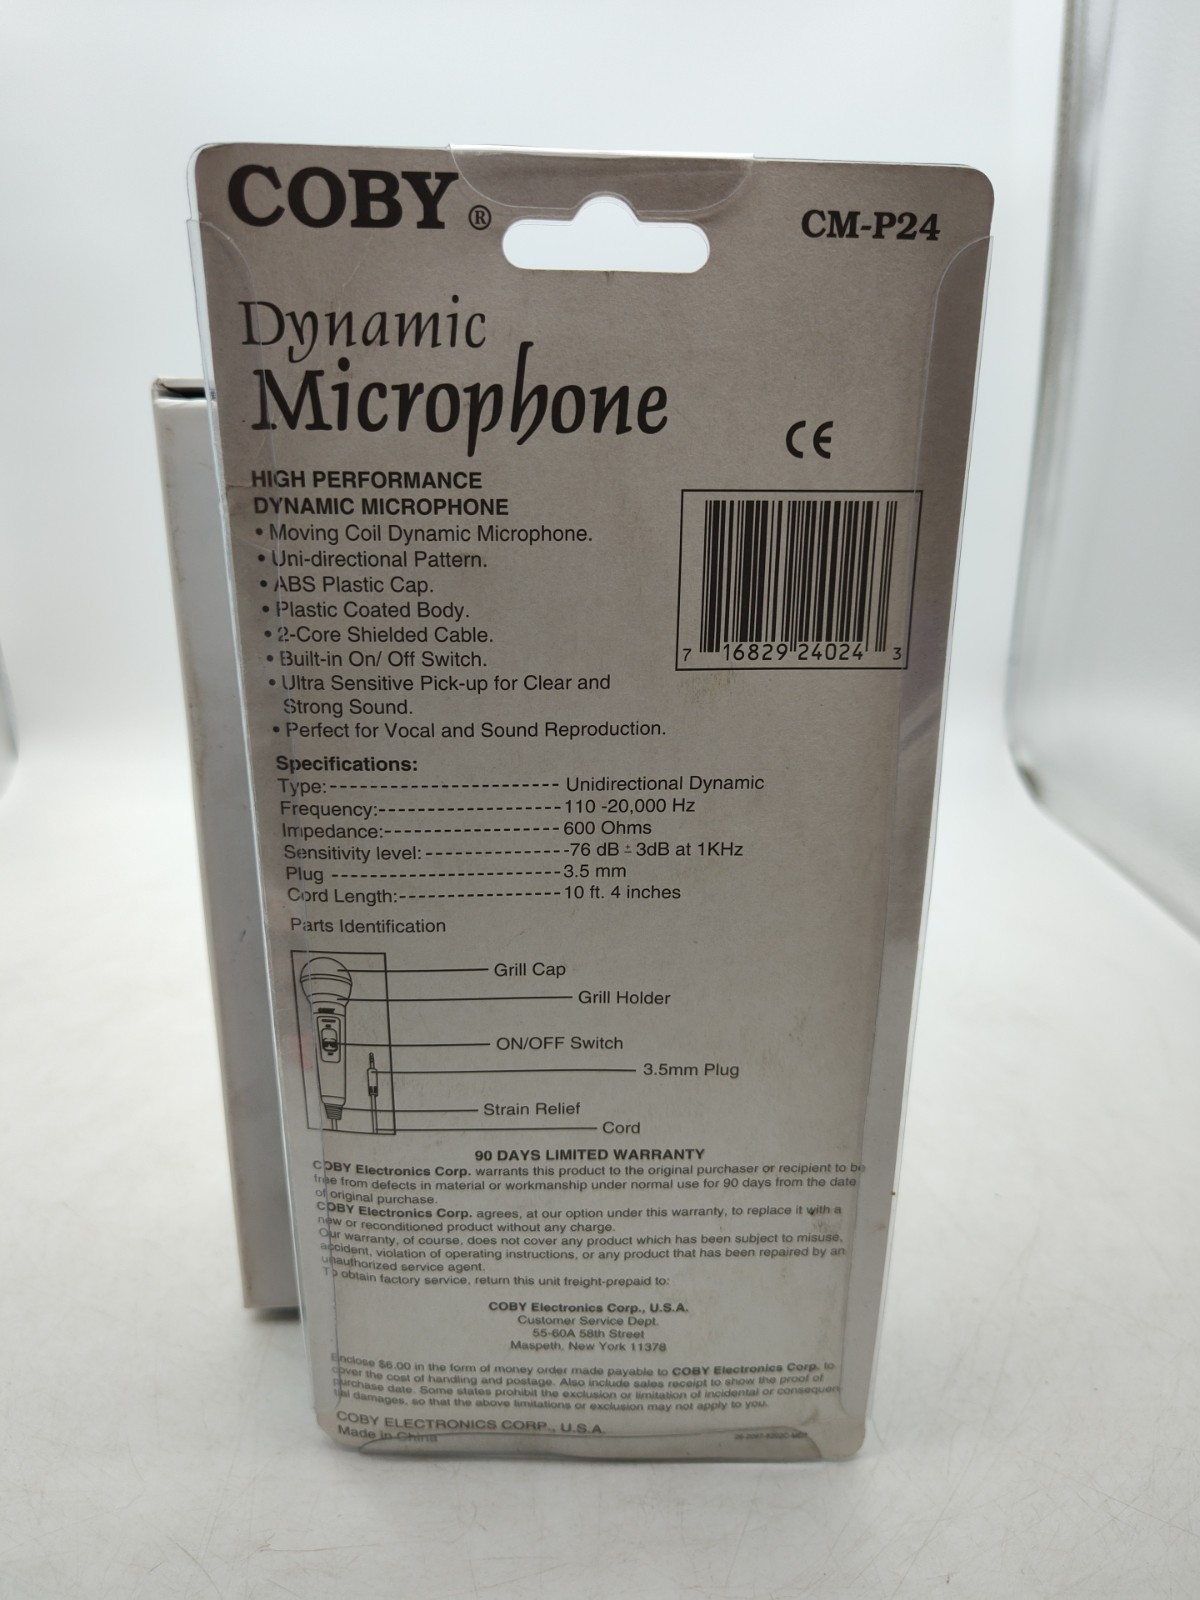 COBY ®
CM-P24
Dynamic
Microphone
CE
HIGH PERFORMANCE
DYNAMIC MICROPHONE
• Moving Coil Dynamic Microphone.
• Uni-directional Pattern.
• ABS Plastic Cap.
• Plastic Coated Body.
• 2-Core Shielded Cable.
• Built-in On/ Off Switch.
• Ultra Sensitive Pick-up for Clear and
Strong Sound.
• Perfect for Vocal and Sound Reproduction.
7 16829 24024 3
Specifications:
Type:---------------------- Unidirectional Dynamic
Frequency:-----------------110 -20,000 Hz
Impedance:----------------600 Ohms
Sensitivity level:-------------76 dB ± 3dB at 1KHz
Plug ----------------------3.5 mm
Cord Length:---------------10 ft. 4 inches
Parts Identification
Grill Cap
Grill Holder
ON/OFF Switch
3.5mm Plug
Strain Relief
Cord
90 DAYS LIMITED WARRANTY
COBY Electronics Corp. warrants this product to the original purchaser or recipient to be
free from defects in material or workmanship under normal use for 90 days from the date
of original purchase.
COBY Electronics Corp. agrees, at our option under this warranty, to replace it with a
new or reconditioned product without any charge.
Our warranty, of course, does not cover any product which has been subject to misuse,
accident, violation of operating instructions, or any product that has been repaired by an
unauthorized service agent.
To obtain factory service, return this unit freight-prepaid to:
COBY Electronics Corp., U.S.A.
Customer Service Dept.
55-60A 58th Street
Maspeth, New York 11378
Enclose $6.00 in the form of money order made payable to COBY Electronics Corp. to
cover the cost of handling and postage. Also include sales receipt to show the proof of
purchase date. Some states prohibit the exclusion or limitation of incidental or consequen-
tial damages, so that the above limitations or exclusion may not apply to you.
COBY ELECTRONICS CORP., U.S.A.
Made in China